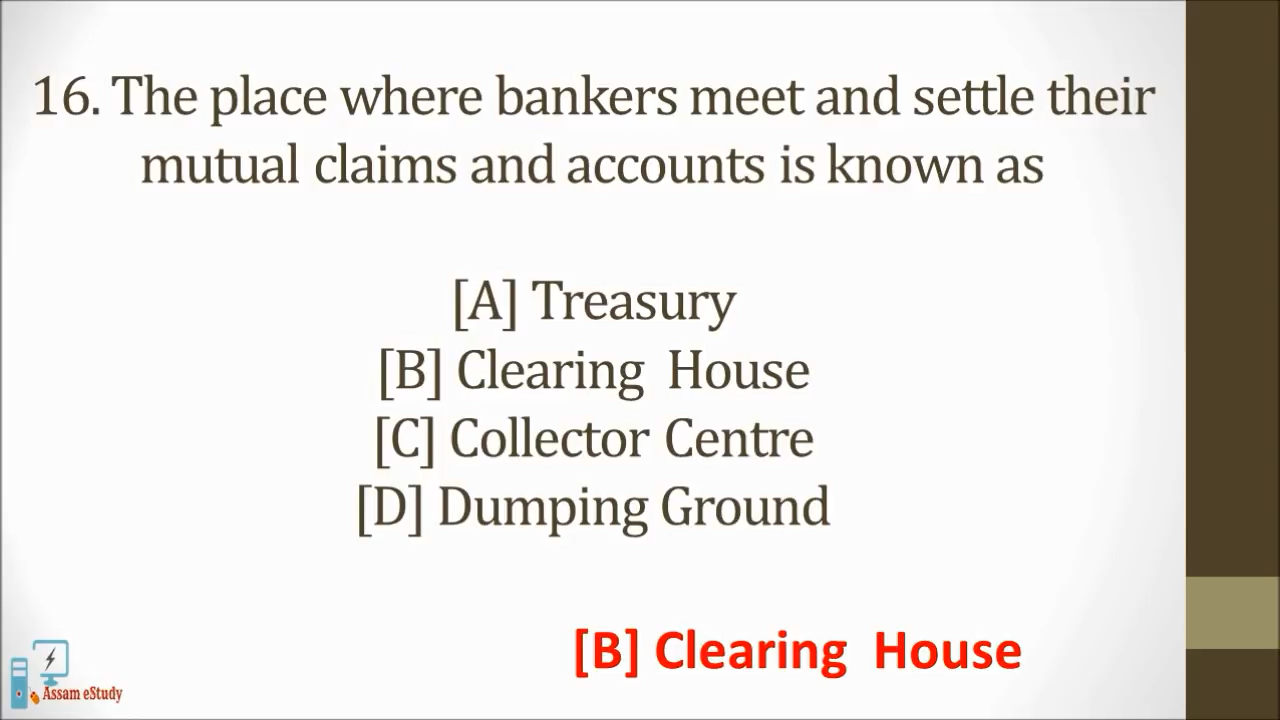 16. The place where bankers meet and settle their
mutual claims and accounts is known as
[A] Treasury
[B] Clearing House
[C] Collector Centre
[D] Dumping Ground
[B] Clearing House
Assam eStudy